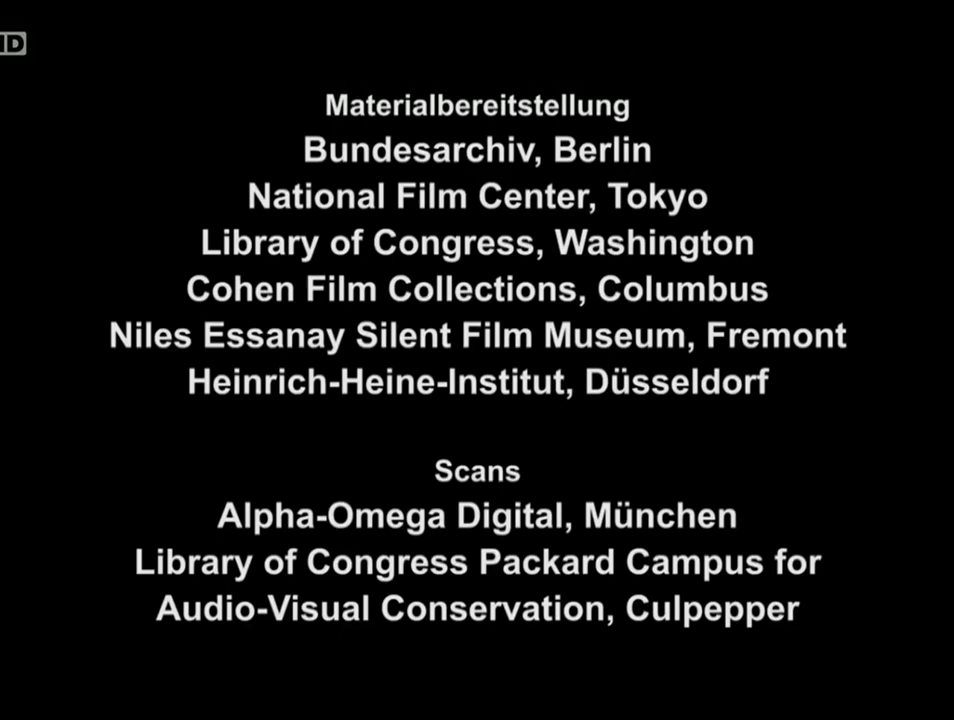 HD
Materialbereitstellung
Bundesarchiv, Berlin
National Film Center, Tokyo
Library of Congress, Washington
Cohen Film Collections, Columbus
Niles Essanay Silent Film Museum, Fremont
Heinrich-Heine-Institut, Düsseldorf
Scans
Alpha-Omega Digital, München
Library of Congress Packard Campus for
Audio-Visual Conservation, Culpepper